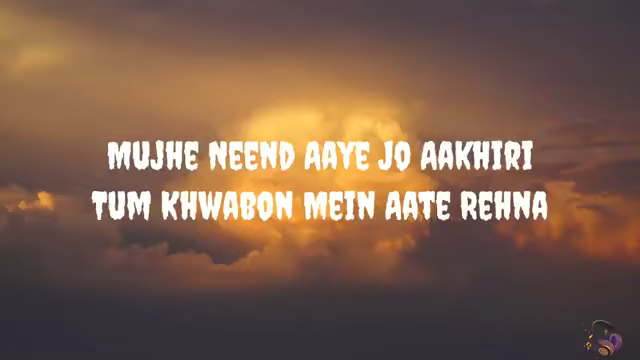 MUJHE NEEND AAYE JO AAKHIRI
TUM KHWABON MEIN AATE REHNA